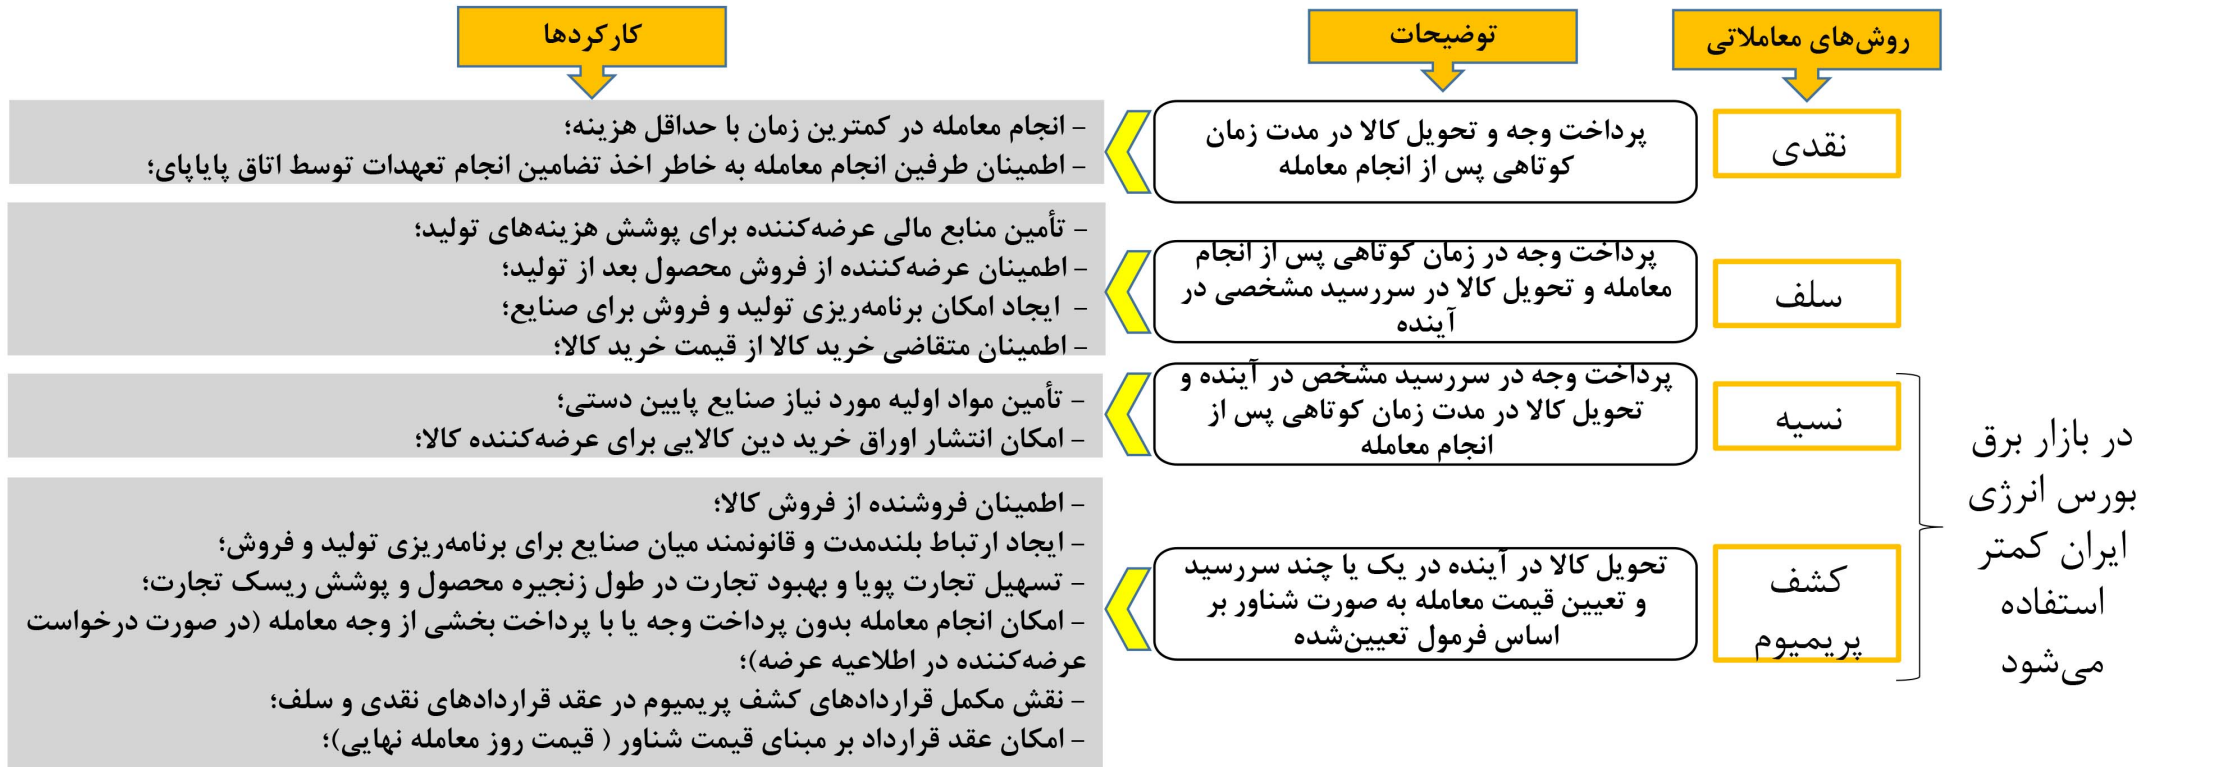 روش‌های معاملاتی
توضیحات
کارکردها
نقدی
پرداخت وجه و تحویل کالا در مدت زمان
کوتاهی پس از انجام معامله
- انجام معامله در کمترین زمان با حداقل هزینه؛
- اطمینان طرفین انجام معامله به خاطر اخذ تضامین انجام تعهدات توسط اتاق پایاپای؛
سلف
پرداخت وجه در زمان کوتاهی پس از انجام
معامله و تحویل کالا در سررسید مشخصی در
آینده
- تأمین منابع مالی عرضه‌کننده برای پوشش هزینه‌های تولید؛
- اطمینان عرضه‌کننده از فروش محصول بعد از تولید؛
- ایجاد امکان برنامه‌ریزی تولید و فروش برای صنایع؛
- اطمینان متقاضی خرید کالا از قیمت خرید کالا؛
نسیه
پرداخت وجه در سررسید مشخص در آینده و
تحویل کالا در مدت زمان کوتاهی پس از
انجام معامله
- تأمین مواد اولیه مورد نیاز صنایع پایین دستی؛
- امکان انتشار اوراق خرید دین کالایی برای عرضه‌کننده کالا؛
کشف
پریمیوم
تحویل کالا در آینده در یک یا چند سررسید
و تعیین قیمت معامله به صورت شناور بر
اساس فرمول تعیین‌شده
- اطمینان فروشنده از فروش کالا؛
- ایجاد ارتباط بلندمدت و قانونمند میان صنایع برای برنامه‌ریزی تولید و فروش؛
- تسهیل تجارت پویا و بهبود تجارت در طول زنجیره محصول و پوشش ریسک تجارت؛
- امکان انجام معامله بدون پرداخت وجه یا با پرداخت بخشی از وجه معامله (در صورت درخواست
عرضه‌کننده در اطلاعیه عرضه)؛
- نقش مکمل قراردادهای کشف پریمیوم در عقد قراردادهای نقدی و سلف؛
- امکان عقد قرارداد بر مبنای قیمت شناور ( قیمت روز معامله نهایی)؛
در بازار برق
بورس انرژی
ایران کمتر
استفاده
می‌شود